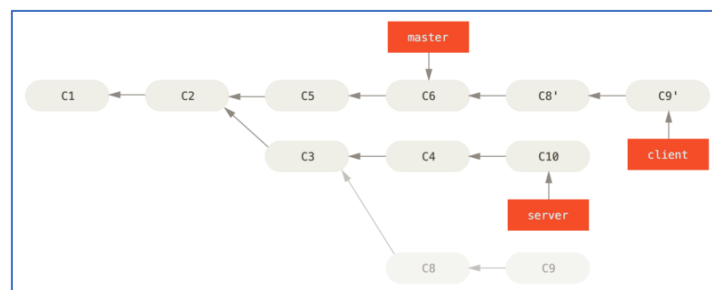 master
C1 C2 C5 C6 C8' C9'
C3 C4 C10 client
server
C8 C9